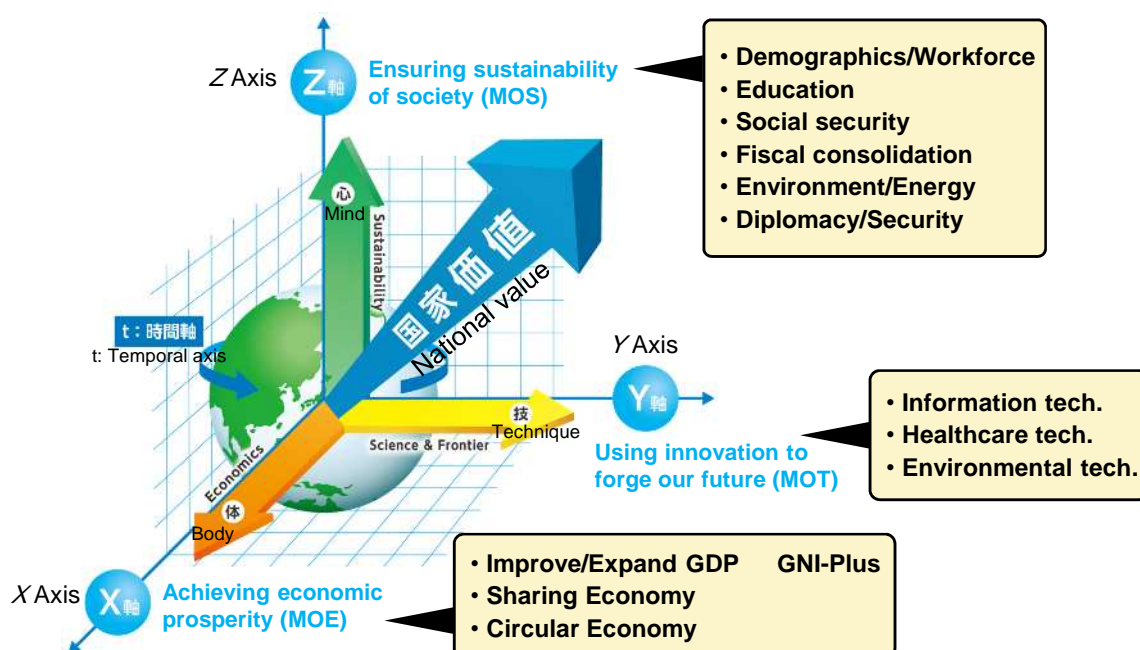 Z Axis
Z軸
Ensuring sustainability
of society (MOS)
• Demographics/Workforce
• Education
• Social security
• Fiscal consolidation
• Environment/Energy
• Diplomacy/Security
心
Mind
Sustainability
国家価値
National value
t：時間軸
t: Temporal axis
Y Axis
Y軸
技
Technique
Science & Frontier
Using innovation to
forge our future (MOT)
• Information tech.
• Healthcare tech.
• Environmental tech.
Economics
体
Body
X Axis
X軸
Achieving economic
prosperity (MOE)
• Improve/Expand GDP GNI-Plus
• Sharing Economy
• Circular Economy